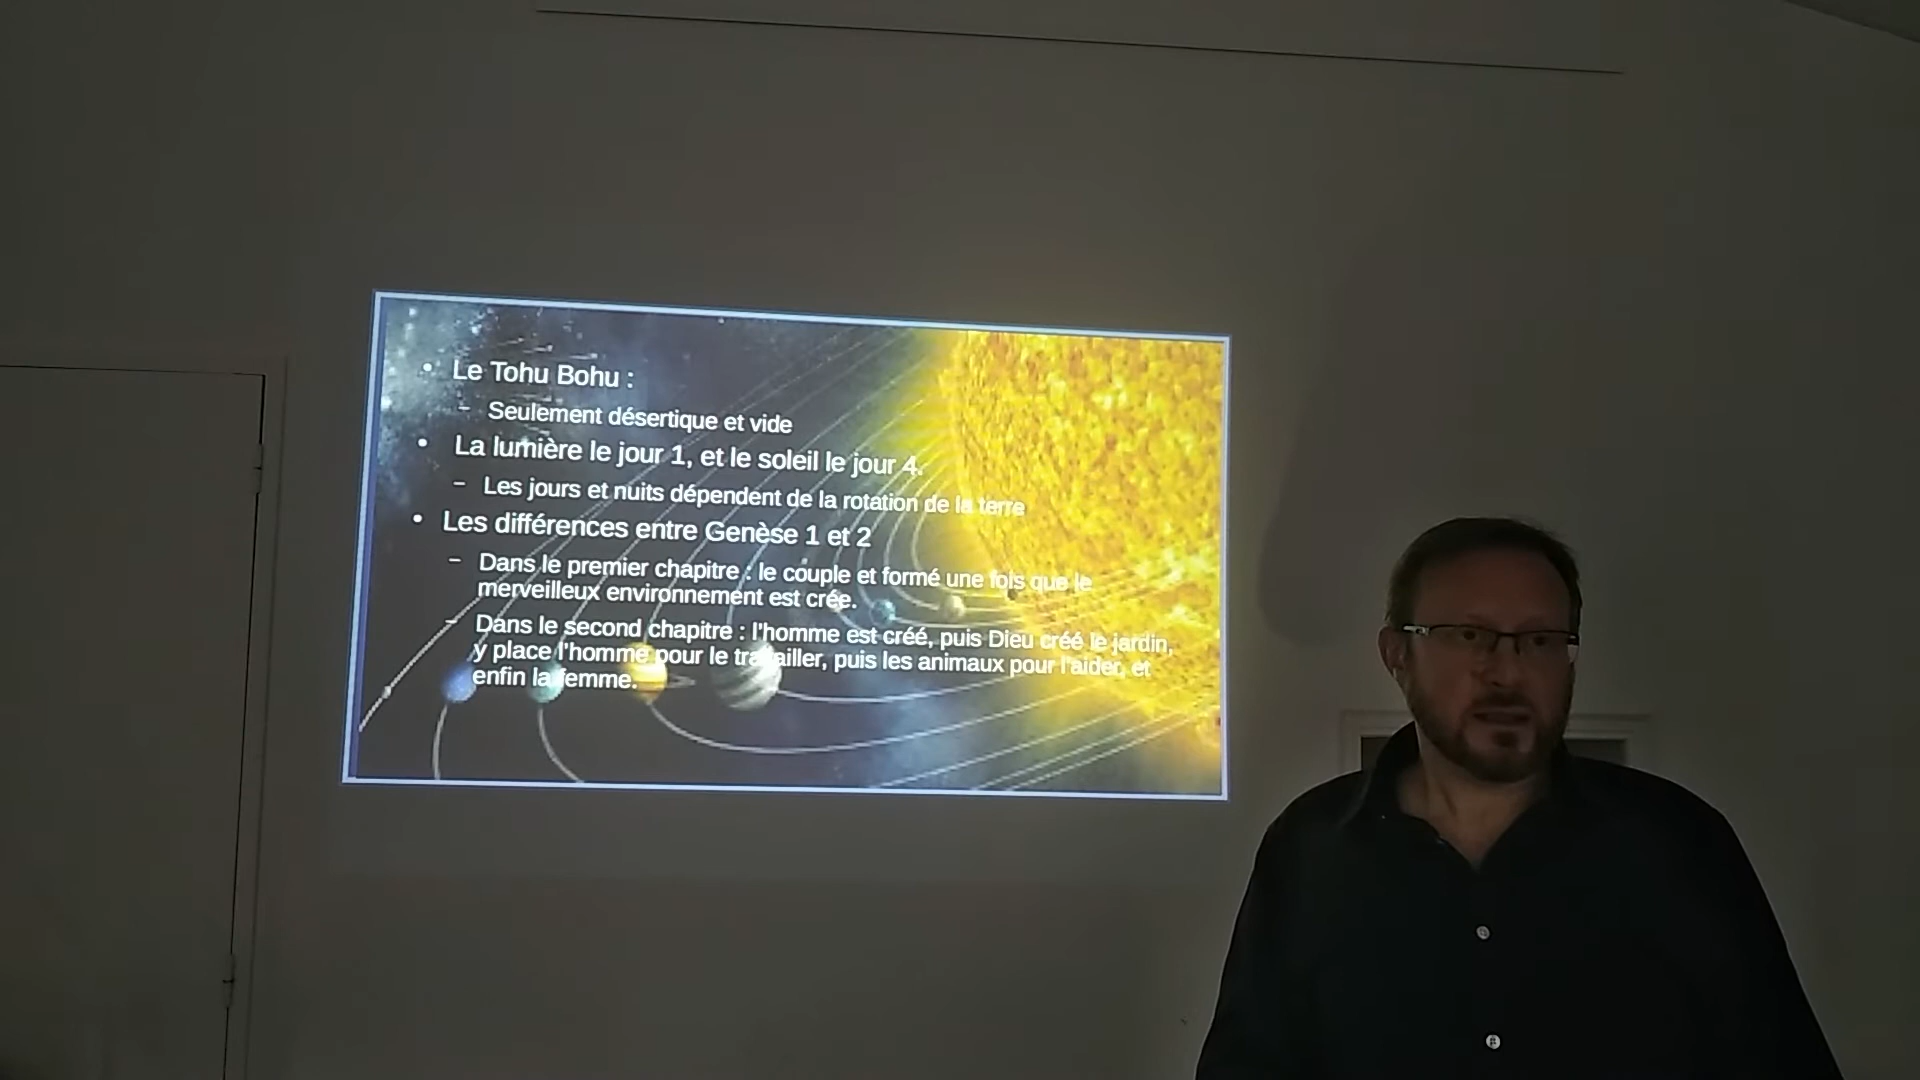 Le Tohu Bohu :
Seulement désertique et vide
La lumière le jour 1, et le soleil le jour 4.
Les jours et nuits dépendent de la rotation de la terre
Les différences entre Genèse 1 et 2
Dans le premier chapitre : le couple et formé une fois que le
merveilleux environnement est crée.
Dans le second chapitre : l'homme est créé, puis Dieu créé le jardin,
y place l'homme pour le travailler, puis les animaux pour l'aider, et
enfin la femme.